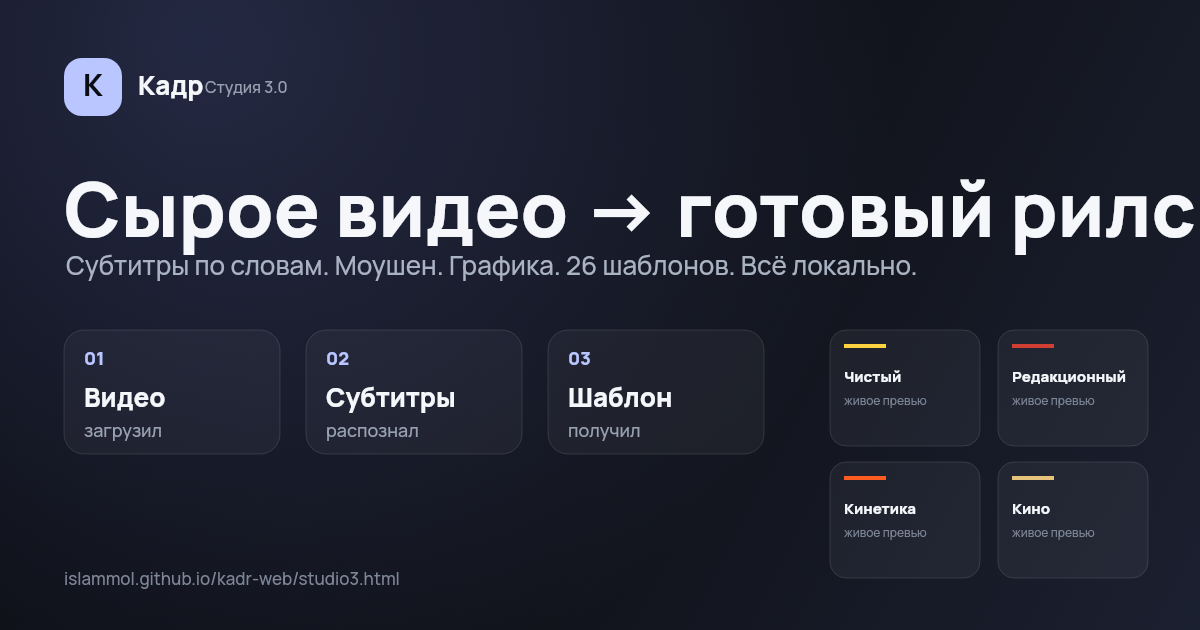 К
Кадр Студия 3.0
Сырое видео → готовый рилс
Субтитры по словам. Моушен. Графика. 26 шаблонов. Всё локально.
01
Видео
загрузил
02
Субтитры
распознал
03
Шаблон
получил
Чистый
живое превью
Редакционный
живое превью
Кинетика
живое превью
Кино
живое превью
islammol.github.io/kadr-web/studio3.html